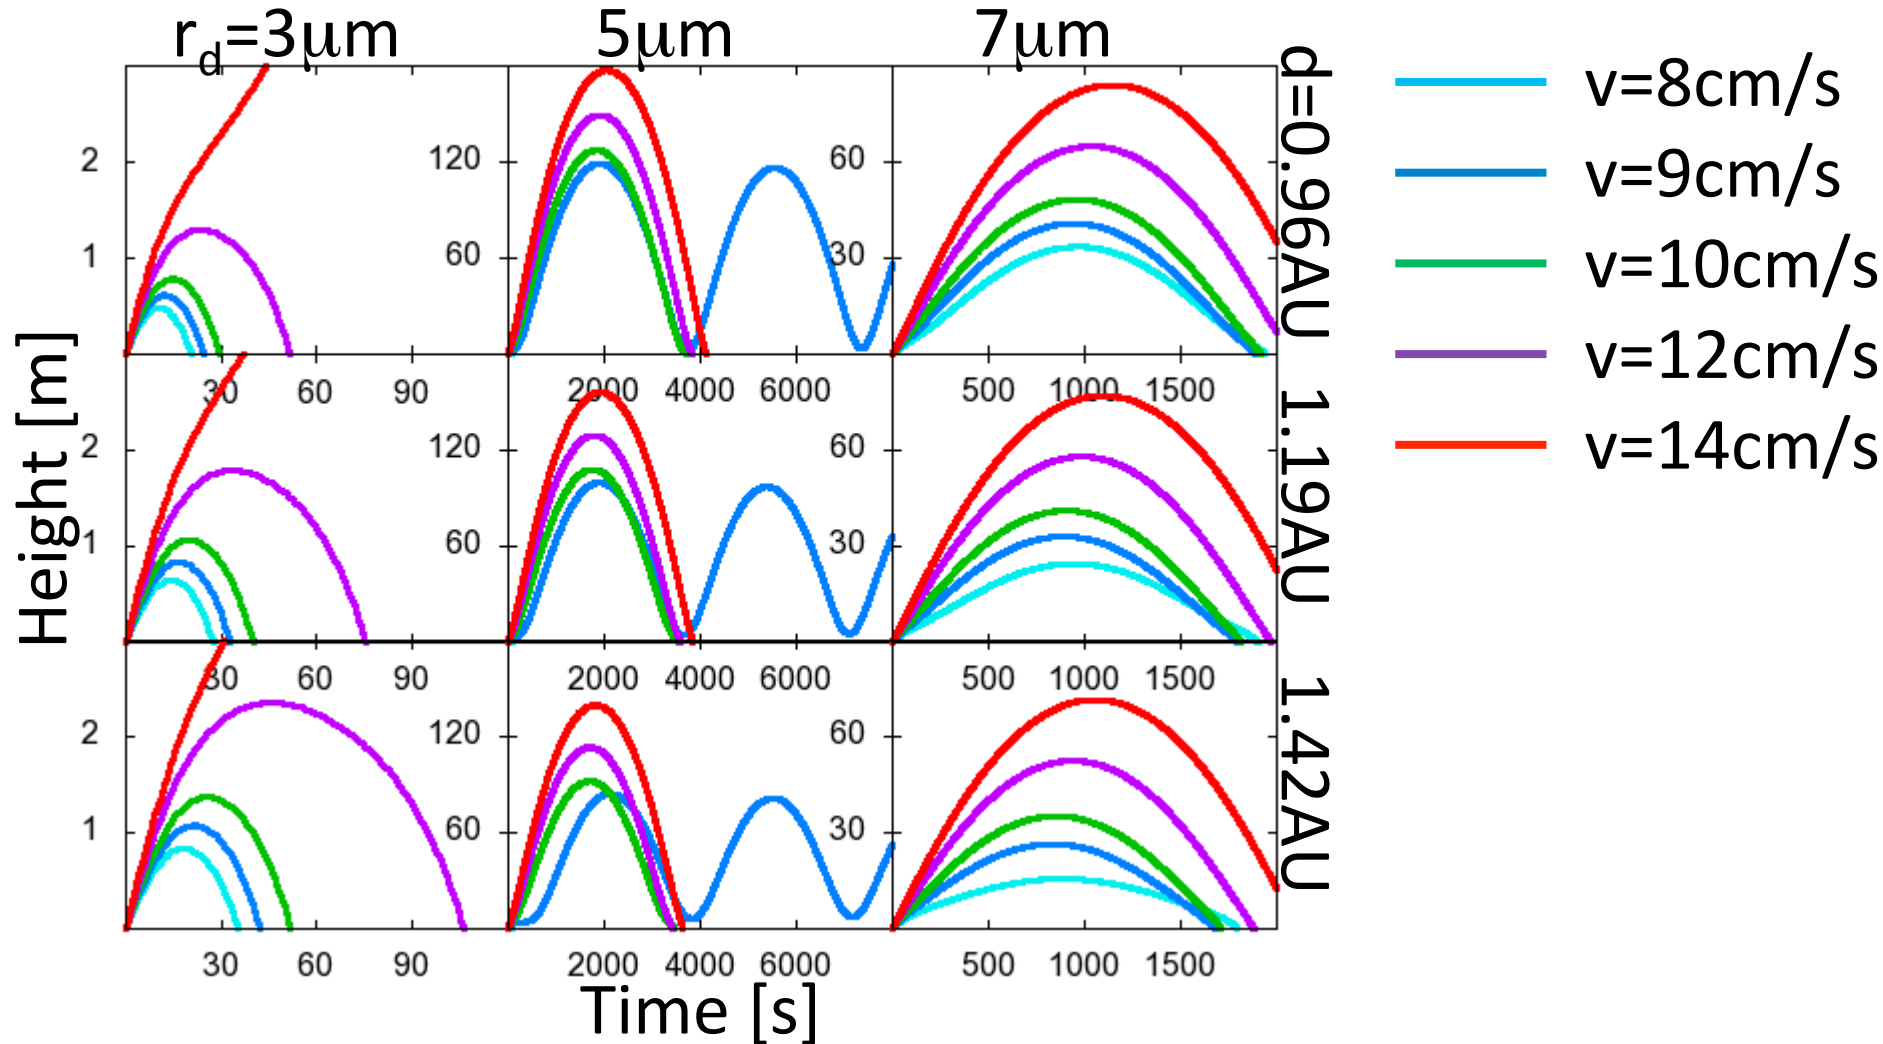 r_d=3μm 5μm 7μm
d=0.96AU
v=8cm/s
v=9cm/s
v=10cm/s
v=12cm/s
v=14cm/s
2 120 60
1 60 30
30 60 90 2000 4000 6000 500 1000 1500
1.19AU
2 120 60
1 60 30
30 60 90 2000 4000 6000 500 1000 1500
1.42AU
2 120 60
1 60 30
30 60 90 2000 4000 6000 500 1000 1500
Height [m]
Time [s]